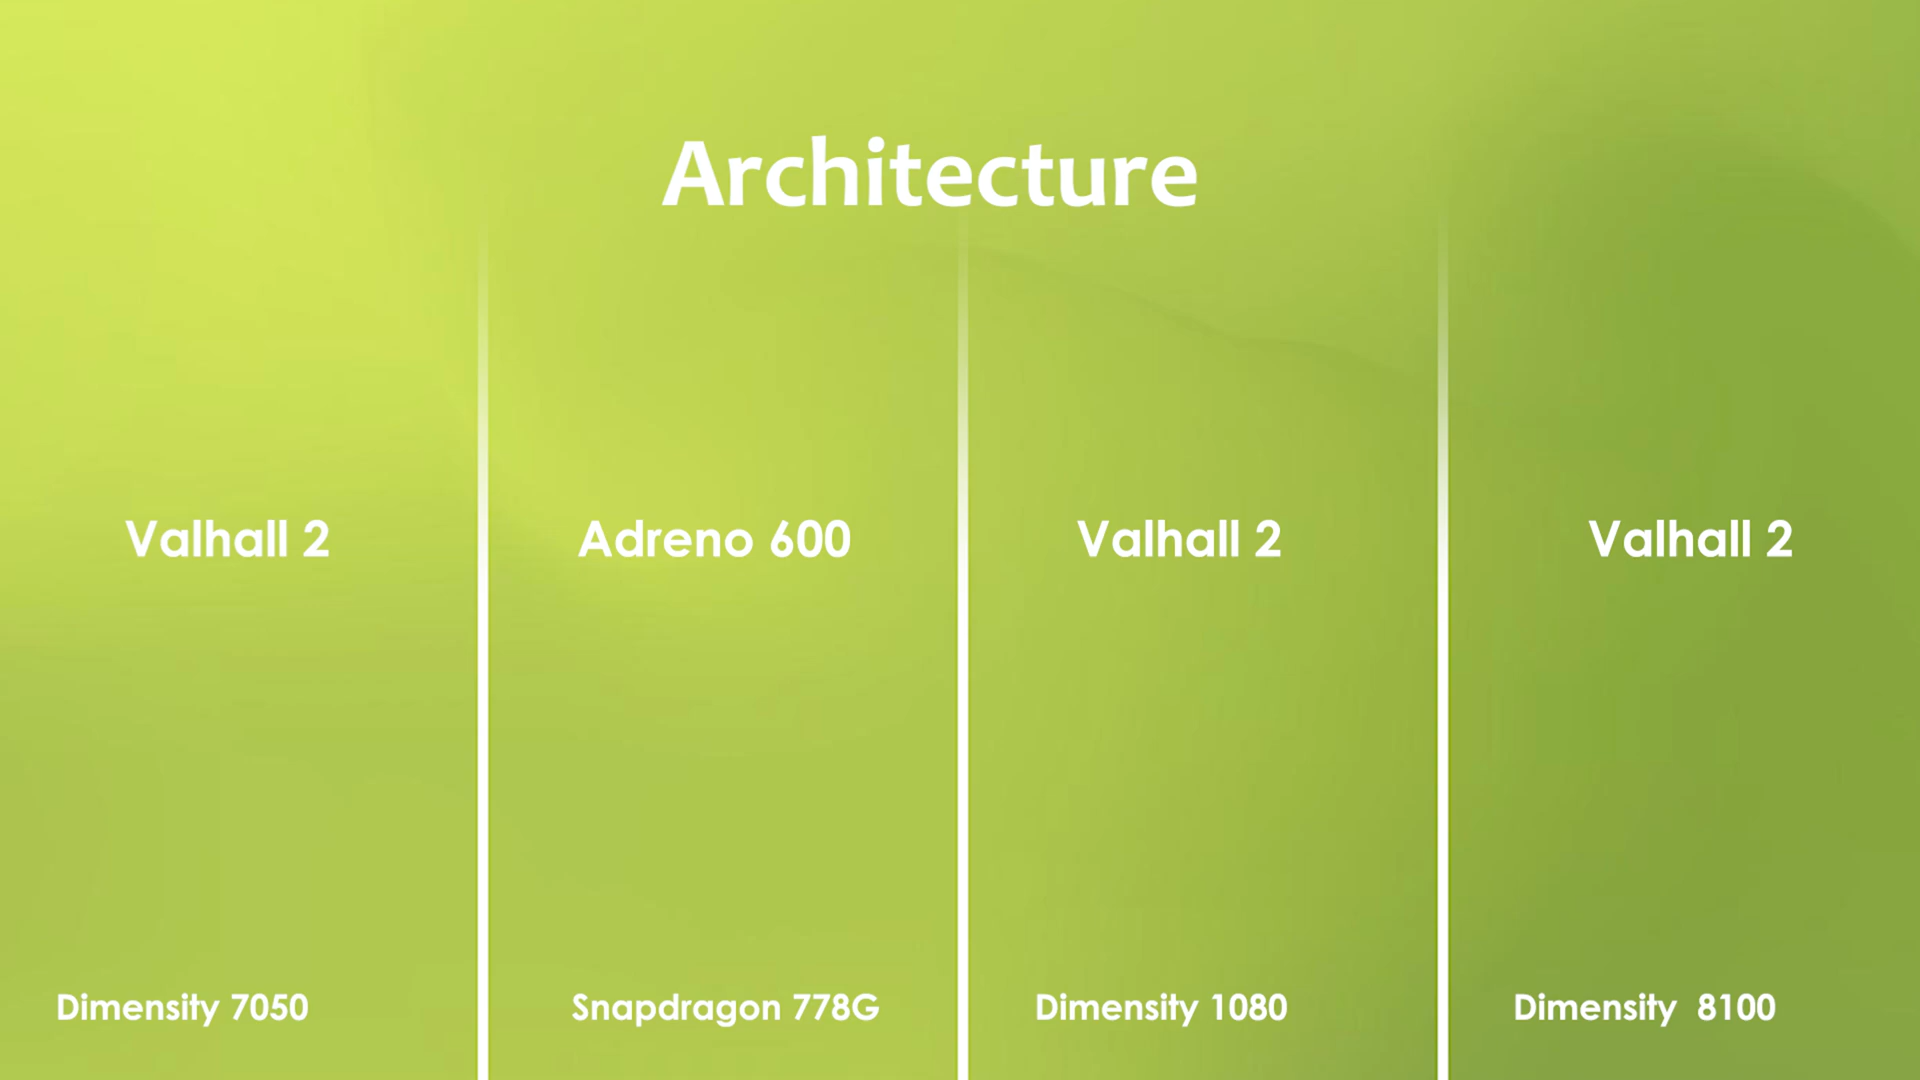 Architecture
Valhall 2
Adreno 600
Valhall 2
Valhall 2
Dimensity 7050
Snapdragon 778G
Dimensity 1080
Dimensity 8100